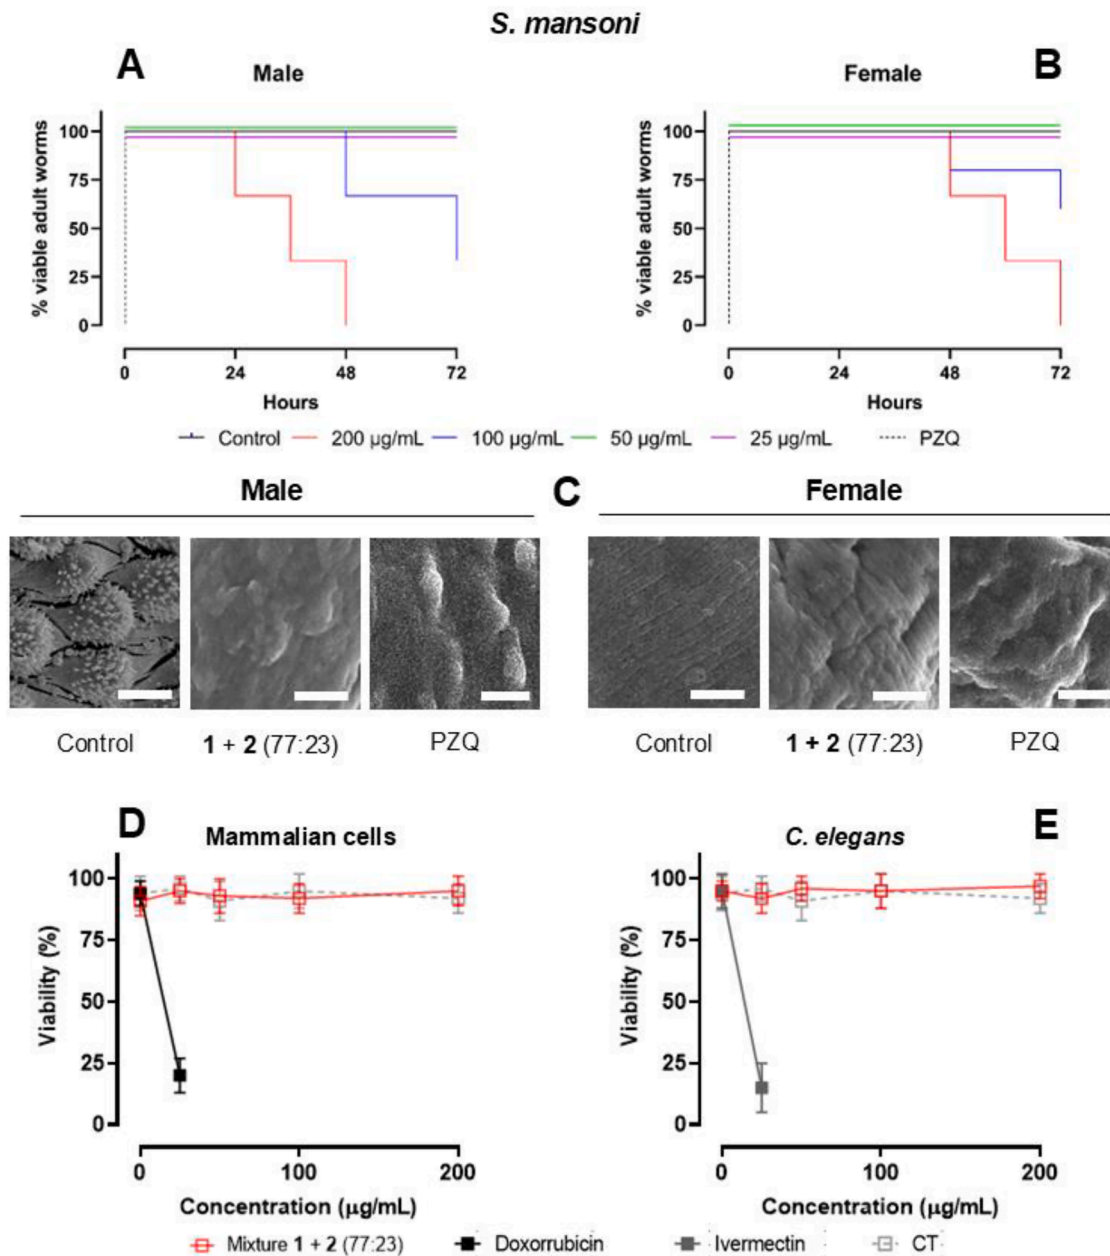 S. mansoni
A
Male
Female
B
% viable adult worms
100
75
50
25
0
0
24
48
72
Hours
% viable adult worms
100
75
50
25
0
0
24
48
72
Hours
Control
200 µg/mL
100 µg/mL
50 µg/mL
25 µg/mL
PZQ
Male
C
Female
Control
1 + 2 (77:23)
PZQ
Control
1 + 2 (77:23)
PZQ
D
Mammalian cells
Viability (%)
100
75
50
25
0
0
100
200
Concentration (µg/mL)
C. elegans
E
Viability (%)
100
75
50
25
0
0
100
200
Concentration (µg/mL)
Mixture 1 + 2 (77:23)
Doxorrubicin
Ivermectin
CT